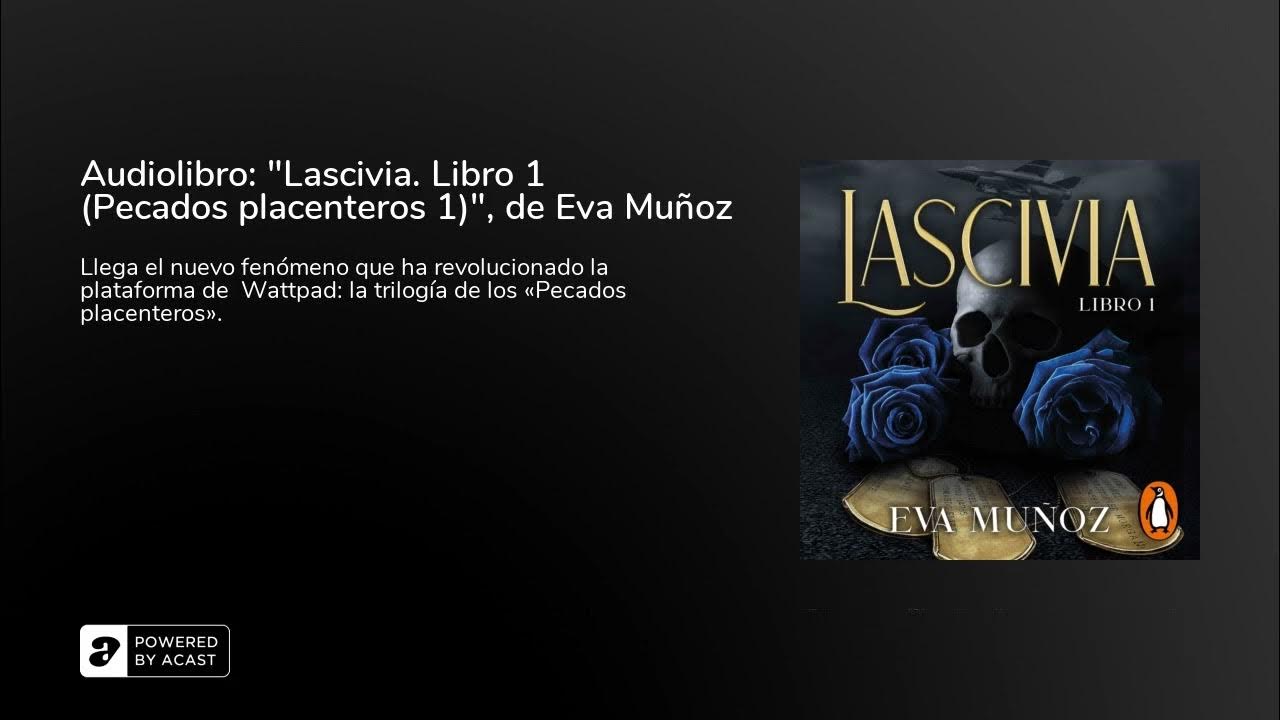 Audiolibro: "Lascivia. Libro 1
(Pecados placenteros 1)", de Eva Muñoz
Llega el nuevo fenómeno que ha revolucionado la
plataforma de  Wattpad: la trilogía de los «Pecados
placenteros».
LASCIVIA
LIBRO 1
EVA MUÑOZ
POWERED
BY ACAST